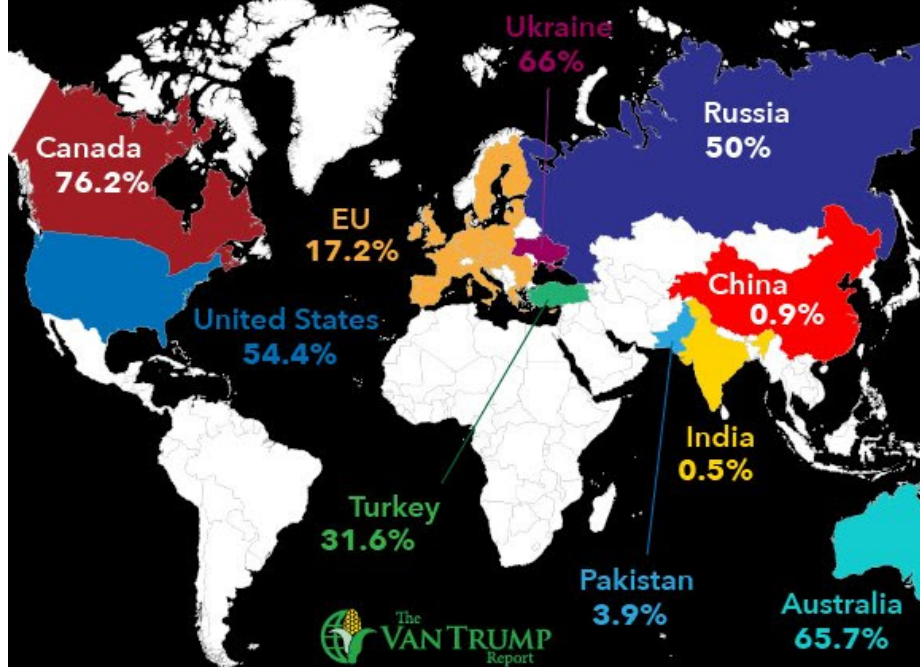 Ukraine
66%
Russia
50%
Canada
76.2%
EU
17.2%
China
0.9%
United States
54.4%
India
0.5%
Turkey
31.6%
Pakistan
3.9%
Australia
65.7%
The
VAN TRUMP
Report